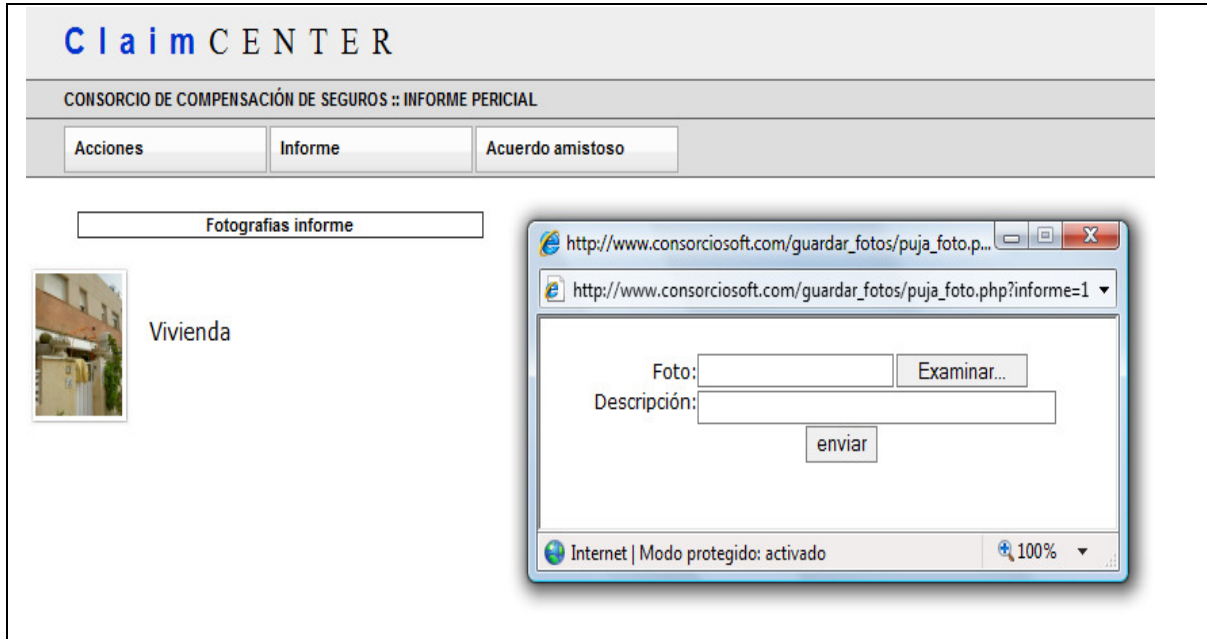 ClaimCENTER
CONSORCIO DE COMPENSACIÓN DE SEGUROS :: INFORME PERICIAL
Acciones
Informe
Acuerdo amistoso
Fotografias informe
Vivienda
http://www.consorciosoft.com/guardar_fotos/puja_foto.p...
http://www.consorciosoft.com/guardar_fotos/puja_foto.php?informe=1
Foto:
Examinar...
Descripción:
enviar
Internet | Modo protegido: activado
100%